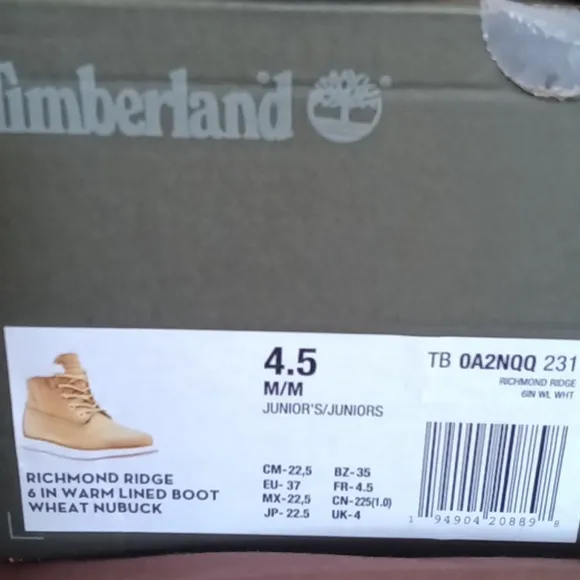 Timberland
4.5
M/M
JUNIOR'S/JUNIORS
TB 0A2NQQ 231
RICHMOND RIDGE
6IN WL WHT
RICHMOND RIDGE
6 IN WARM LINED BOOT
WHEAT NUBUCK
CM-22,5 BZ-35
EU- 37 FR-4.5
MX-22,5 CN-225(1.0)
JP- 22.5 UK-4
1 94904 20889 8